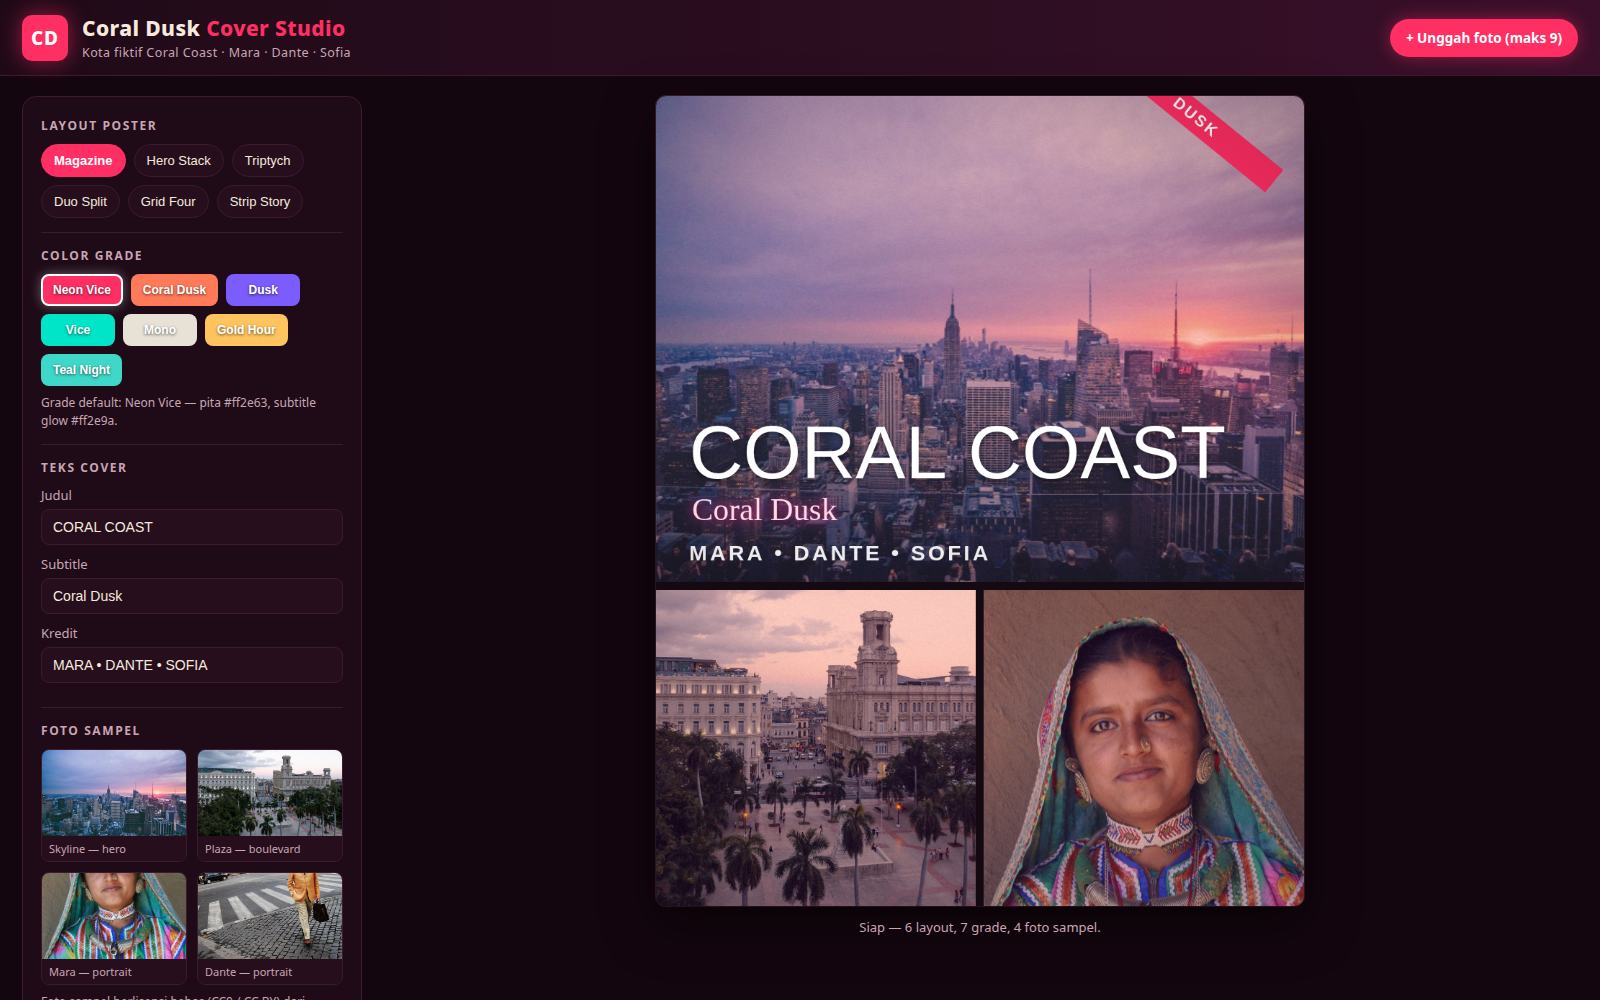 CD
Coral Dusk Cover Studio
Kota fiktif Coral Coast · Mara · Dante · Sofia
+ Unggah foto (maks 9)
LAYOUT POSTER
Magazine
Hero Stack
Triptych
Duo Split
Grid Four
Strip Story
COLOR GRADE
Neon Vice
Coral Dusk
Dusk
Vice
Mono
Gold Hour
Teal Night
Grade default: Neon Vice — pita #ff2e63, subtitle
glow #ff2e9a.
TEKS COVER
Judul
CORAL COAST
Subtitle
Coral Dusk
Kredit
MARA • DANTE • SOFIA
FOTO SAMPEL
Skyline — hero
Plaza — boulevard
Mara — portrait
Dante — portrait
DUSK
CORAL COAST
Coral Dusk
MARA • DANTE • SOFIA
Siap — 6 layout, 7 grade, 4 foto sampel.